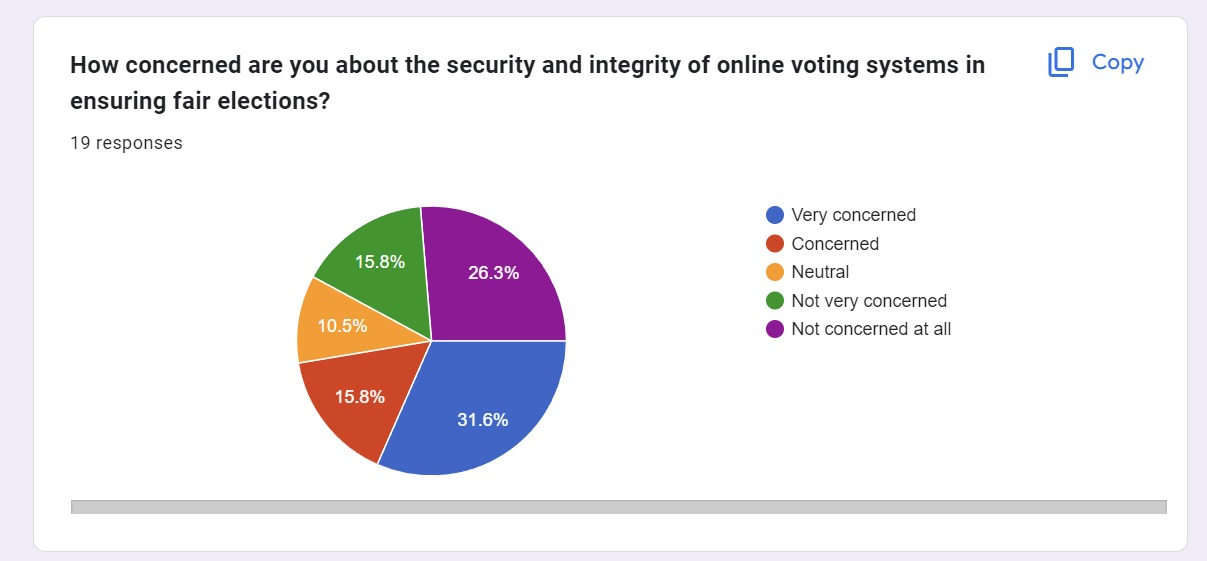 How concerned are you about the security and integrity of online voting systems in
ensuring fair elections?
Copy
19 responses
15.8%
26.3%
10.5%
15.8%
31.6%
Very concerned
Concerned
Neutral
Not very concerned
Not concerned at all